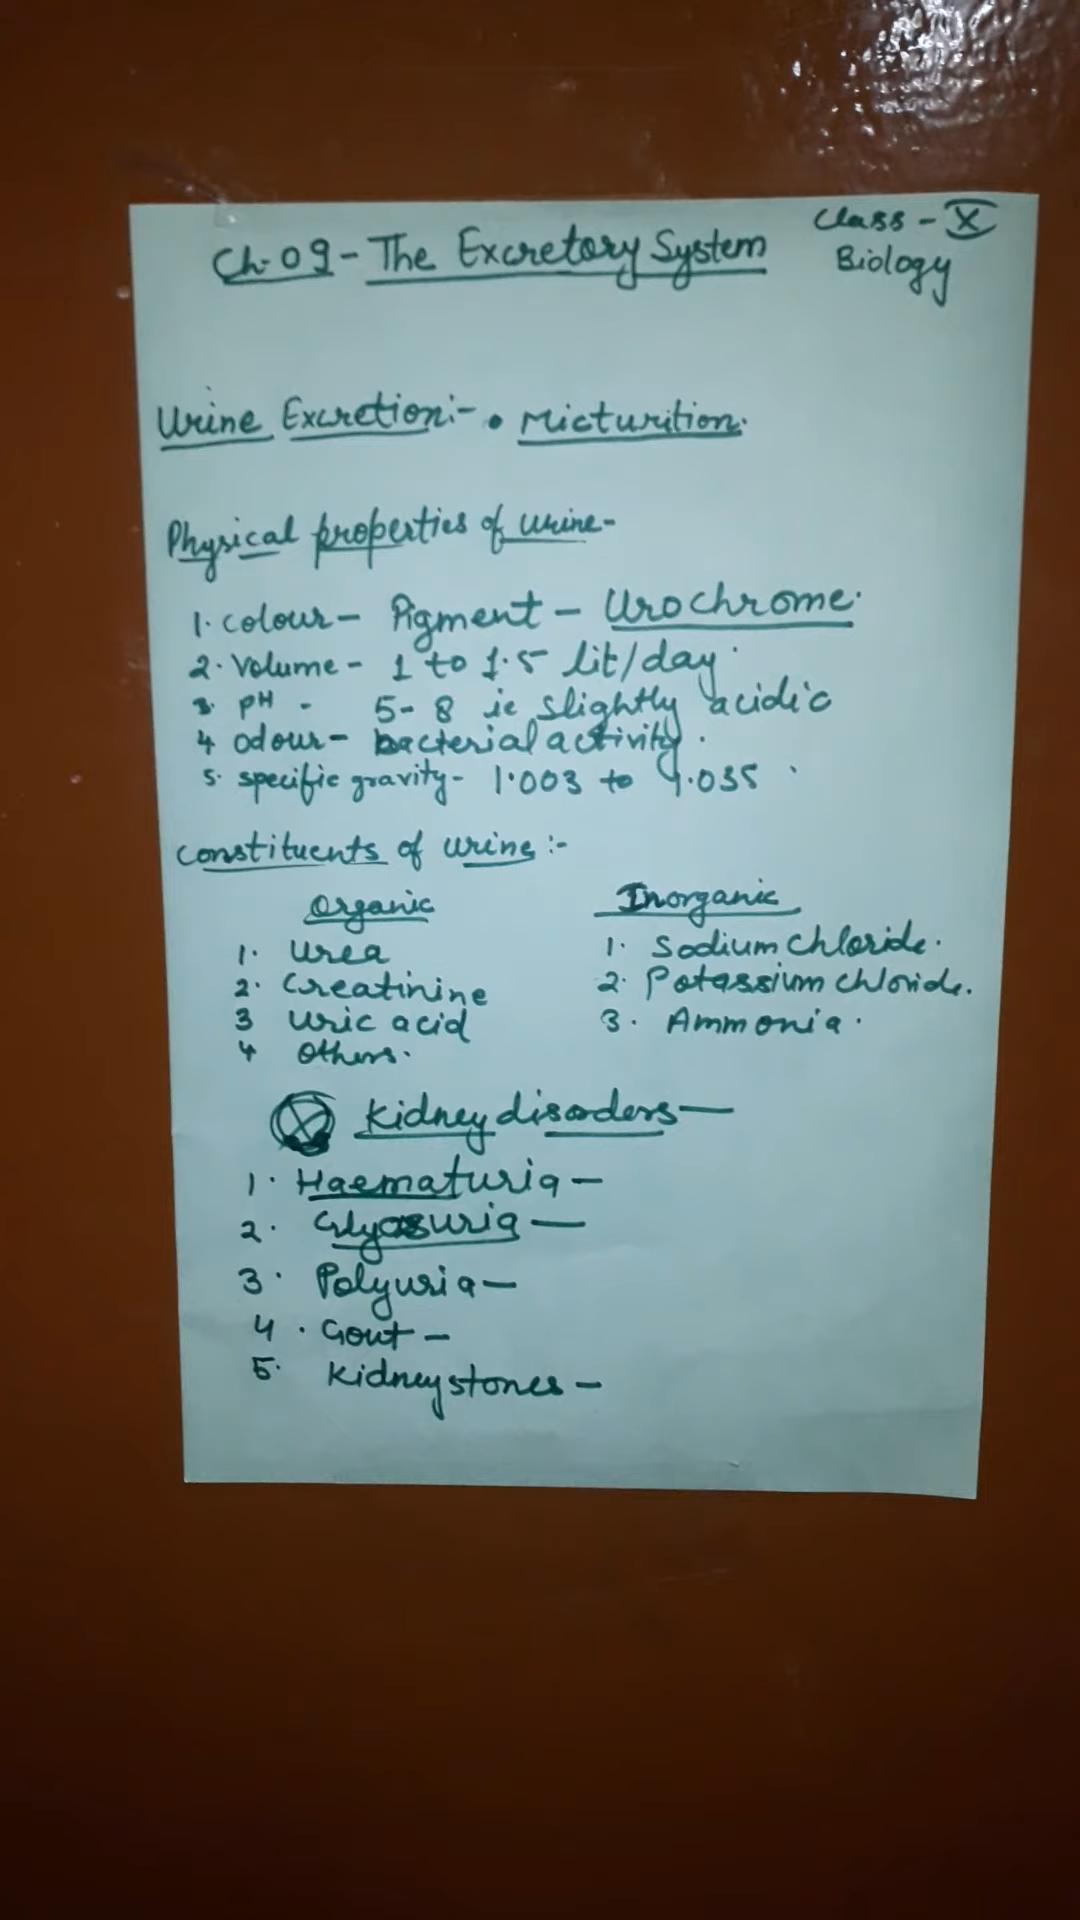 Ch-09 - The Excretory System
Class - X
Biology
Urine Excretion:- • Micturition.
Physical properties of urine-
1. colour - Pigment - Urochrome.
2. Volume - 1 to 1.5 lit/day.
3. pH - 5-8 ie slightly acidic
4 odour - bacterial activity.
5. specific gravity - 1.003 to 1.035
constituents of urine :-
Organic
1. Urea
2. Creatinine
3 Uric acid
4 Others.
Inorganic
1. Sodium chloride.
2. Potassium chloride.
3. Ammonia.
Kidney disorders —
1. Haematuria —
2. Glyosuria —
3. Polyuria —
4. Gout —
5. Kidney stones —